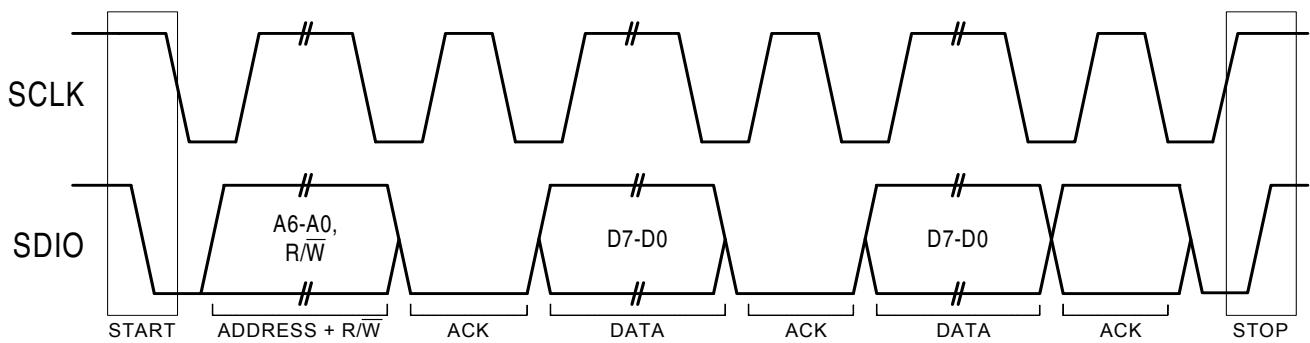 SCLK
SDIO
A6-A0,
R/W̅
D7-D0
D7-D0
START
ADDRESS + R/W̅
ACK
DATA
ACK
DATA
ACK
STOP